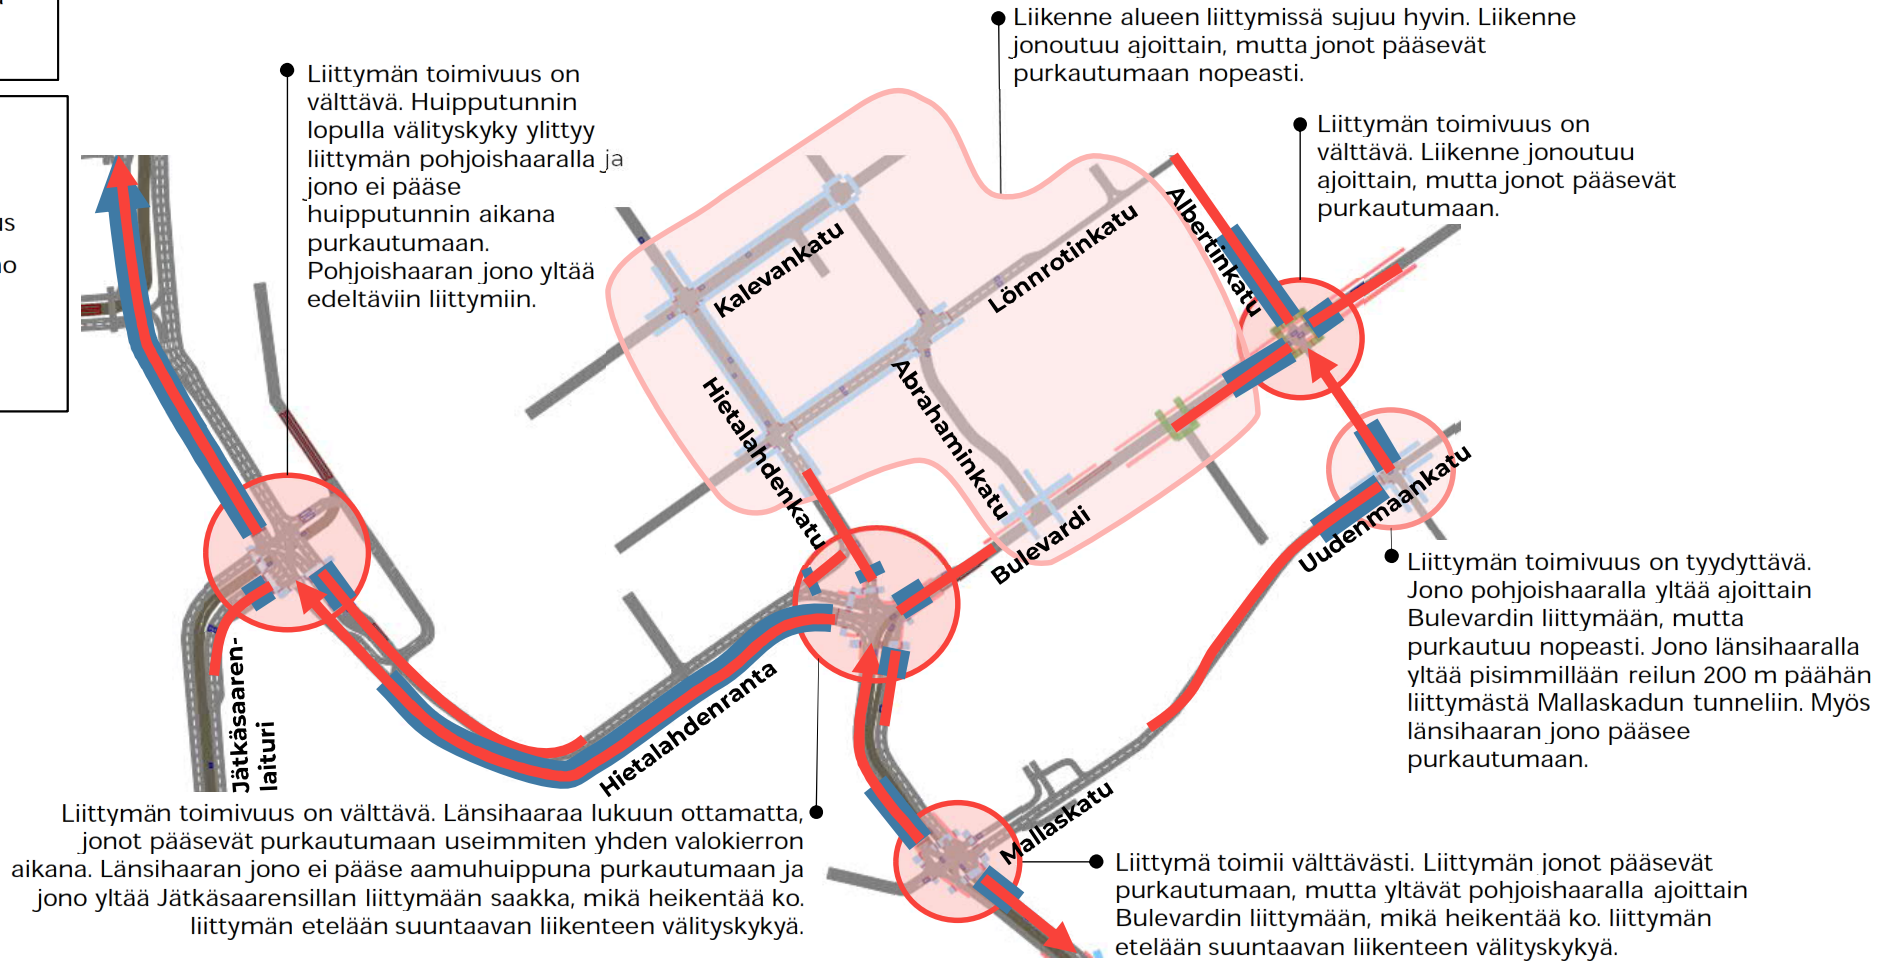 Liikenne alueen liittymissä sujuu hyvin. Liikenne
jonoutuu ajoittain, mutta jonot pääsevät
purkautumaan nopeasti.
Liittymän toimivuus on
välttävä. Huipputunnin
lopulla välityskyky ylittyy
liittymän pohjoishaaralla ja
jono ei pääse
huipputunnin aikana
purkautumaan.
Pohjoishaaran jono yltää
edeltäviin liittymiin.
Liittymän toimivuus on
välttävä. Liikenne jonoutuu
ajoittain, mutta jonot pääsevät
purkautumaan.
Kalevankatu
Lönnrotinkatu
Albertinkatu
Hietalahdenkatu
Abrahaminkatu
Bulevardi
Uudenmaankatu
Hietalahdenranta
Jätkäsaaren-
laituri
Mallaskatu
Liittymän toimivuus on tyydyttävä.
Jono pohjoishaaralla yltää ajoittain
Bulevardin liittymään, mutta
purkautuu nopeasti. Jono länsihaaralla
yltää pisimmillään reilun 200 m päähän
liittymästä Mallaskadun tunneliin. Myös
länsihaaran jono pääsee
purkautumaan.
Liittymän toimivuus on välttävä. Länsihaaraa lukuun ottamatta,
jonot pääsevät purkautumaan useimmiten yhden valokierron
aikana. Länsihaaran jono ei pääse aamuhuippuna purkautumaan ja
jono yltää Jätkäsaarensillan liittymään saakka, mikä heikentää ko.
liittymän etelään suuntaavan liikenteen välityskykyä.
Liittymä toimii välttävästi. Liittymän jonot pääsevät
purkautumaan, mutta yltävät pohjoishaaralla ajoittain
Bulevardin liittymään, mikä heikentää ko. liittymän
etelään suuntaavan liikenteen välityskykyä.